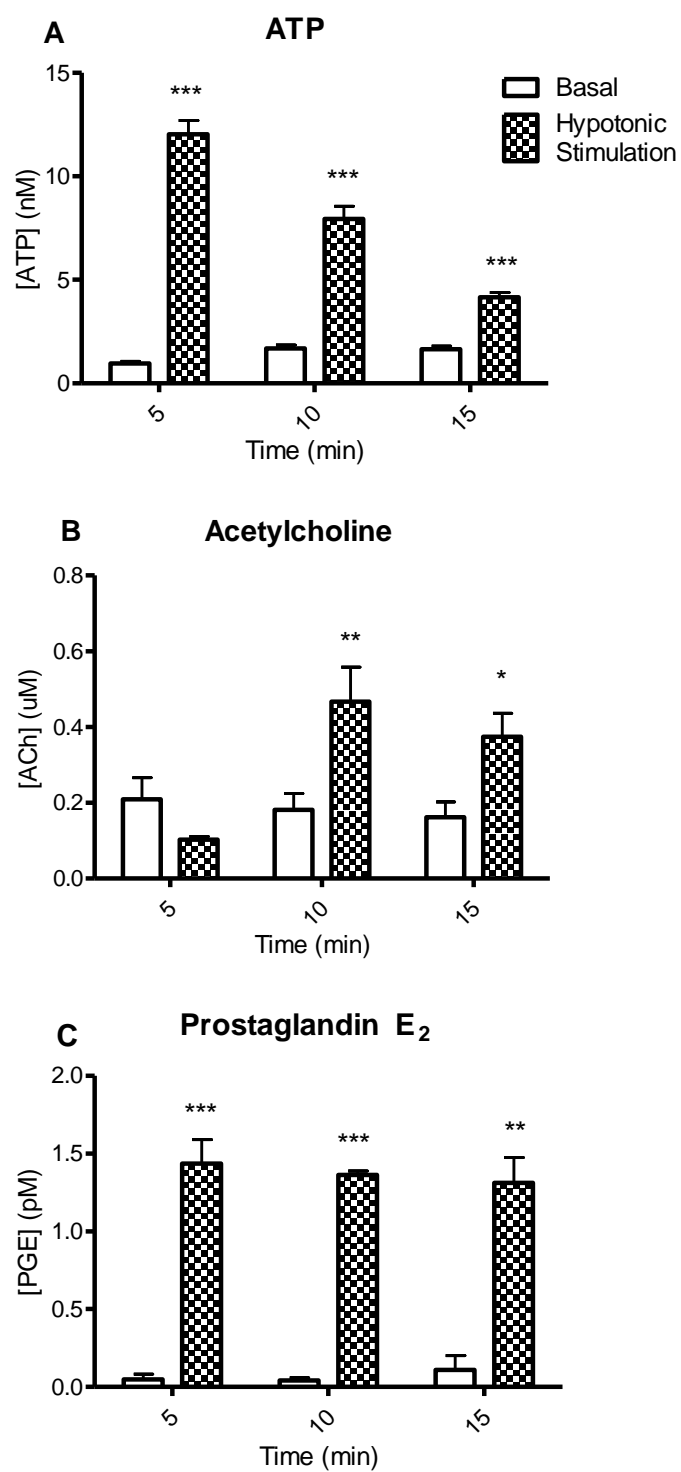 A
ATP
15
10
5
0
[ATP] (nM)
***
***
***
Basal
Hypotonic
Stimulation
5
10
15
Time (min)
B
Acetylcholine
0.8
0.6
0.4
0.2
0.0
[ACh] (uM)
**
*
5
10
15
Time (min)
C
Prostaglandin E2
2.0
1.5
1.0
0.5
0.0
[PGE] (pM)
***
***
**
5
10
15
Time (min)